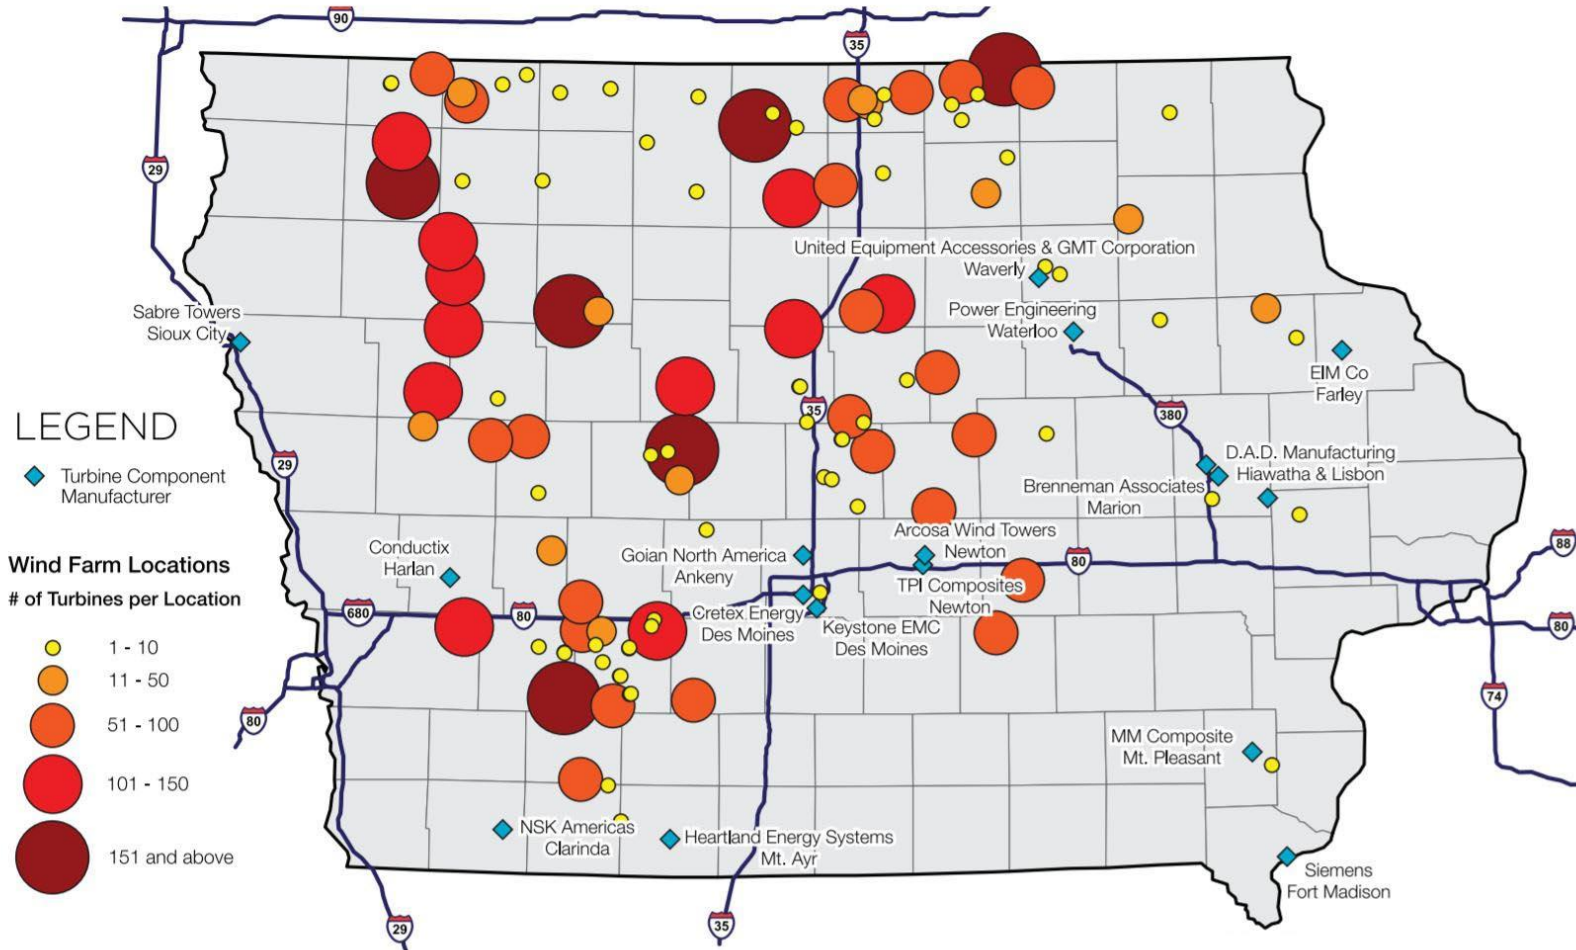 90
35
29
United Equipment Accessories & GMT Corporation
Waverly
Sabre Towers
Sioux City
Power Engineering
Waterloo
EIM Co
Farley
35
380
LEGEND
Turbine Component
Manufacturer
29
D.A.D. Manufacturing
Hiawatha & Lisbon
Brenneman Associates
Marion
Arcosa Wind Towers
Newton
Conductix
Harlan
Goian North America
Ankeny
80
88
TPI Composites
Newton
Wind Farm Locations
# of Turbines per Location
680
80
Cretex Energy
Des Moines
Keystone EMC
Des Moines
80
1 - 10
11 - 50
51 - 100
101 - 150
151 and above
80
74
MM Composite
Mt. Pleasant
NSK Americas
Clarinda
Heartland Energy Systems
Mt. Ayr
Siemens
Fort Madison
29
35